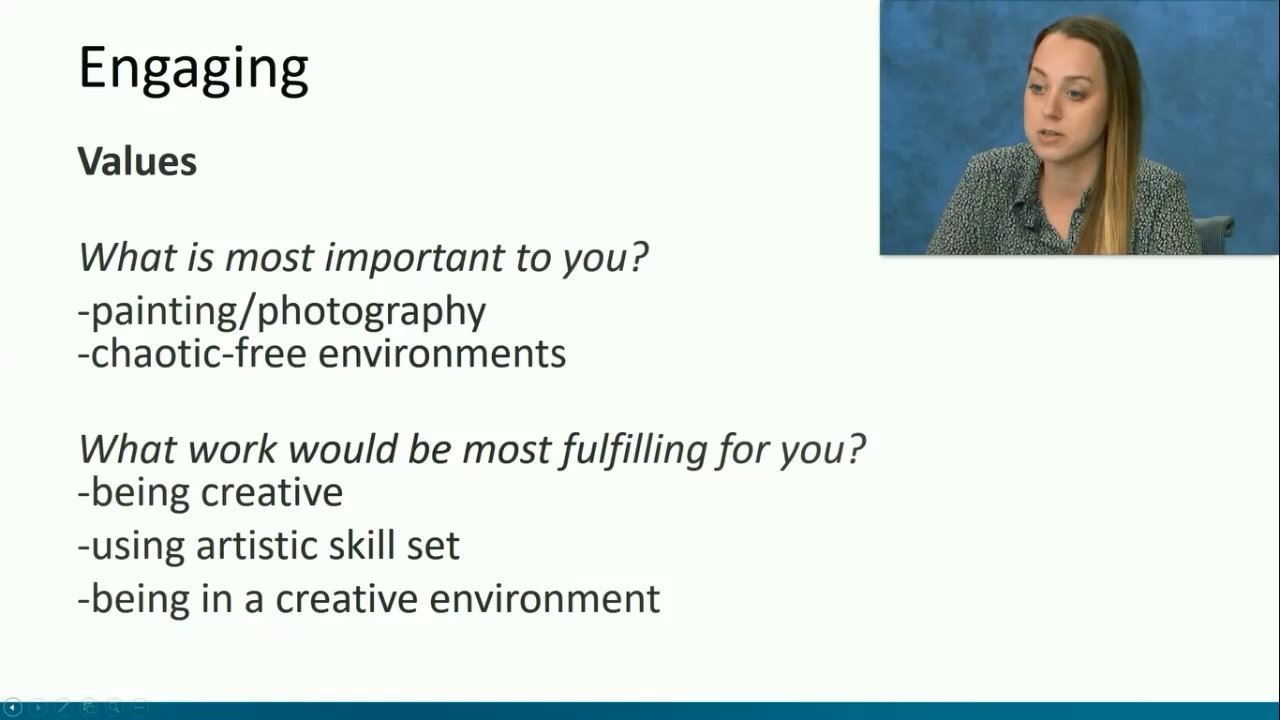 Engaging
Values
What is most important to you?
-painting/photography
-chaotic-free environments
What work would be most fulfilling for you?
-being creative
-using artistic skill set
-being in a creative environment